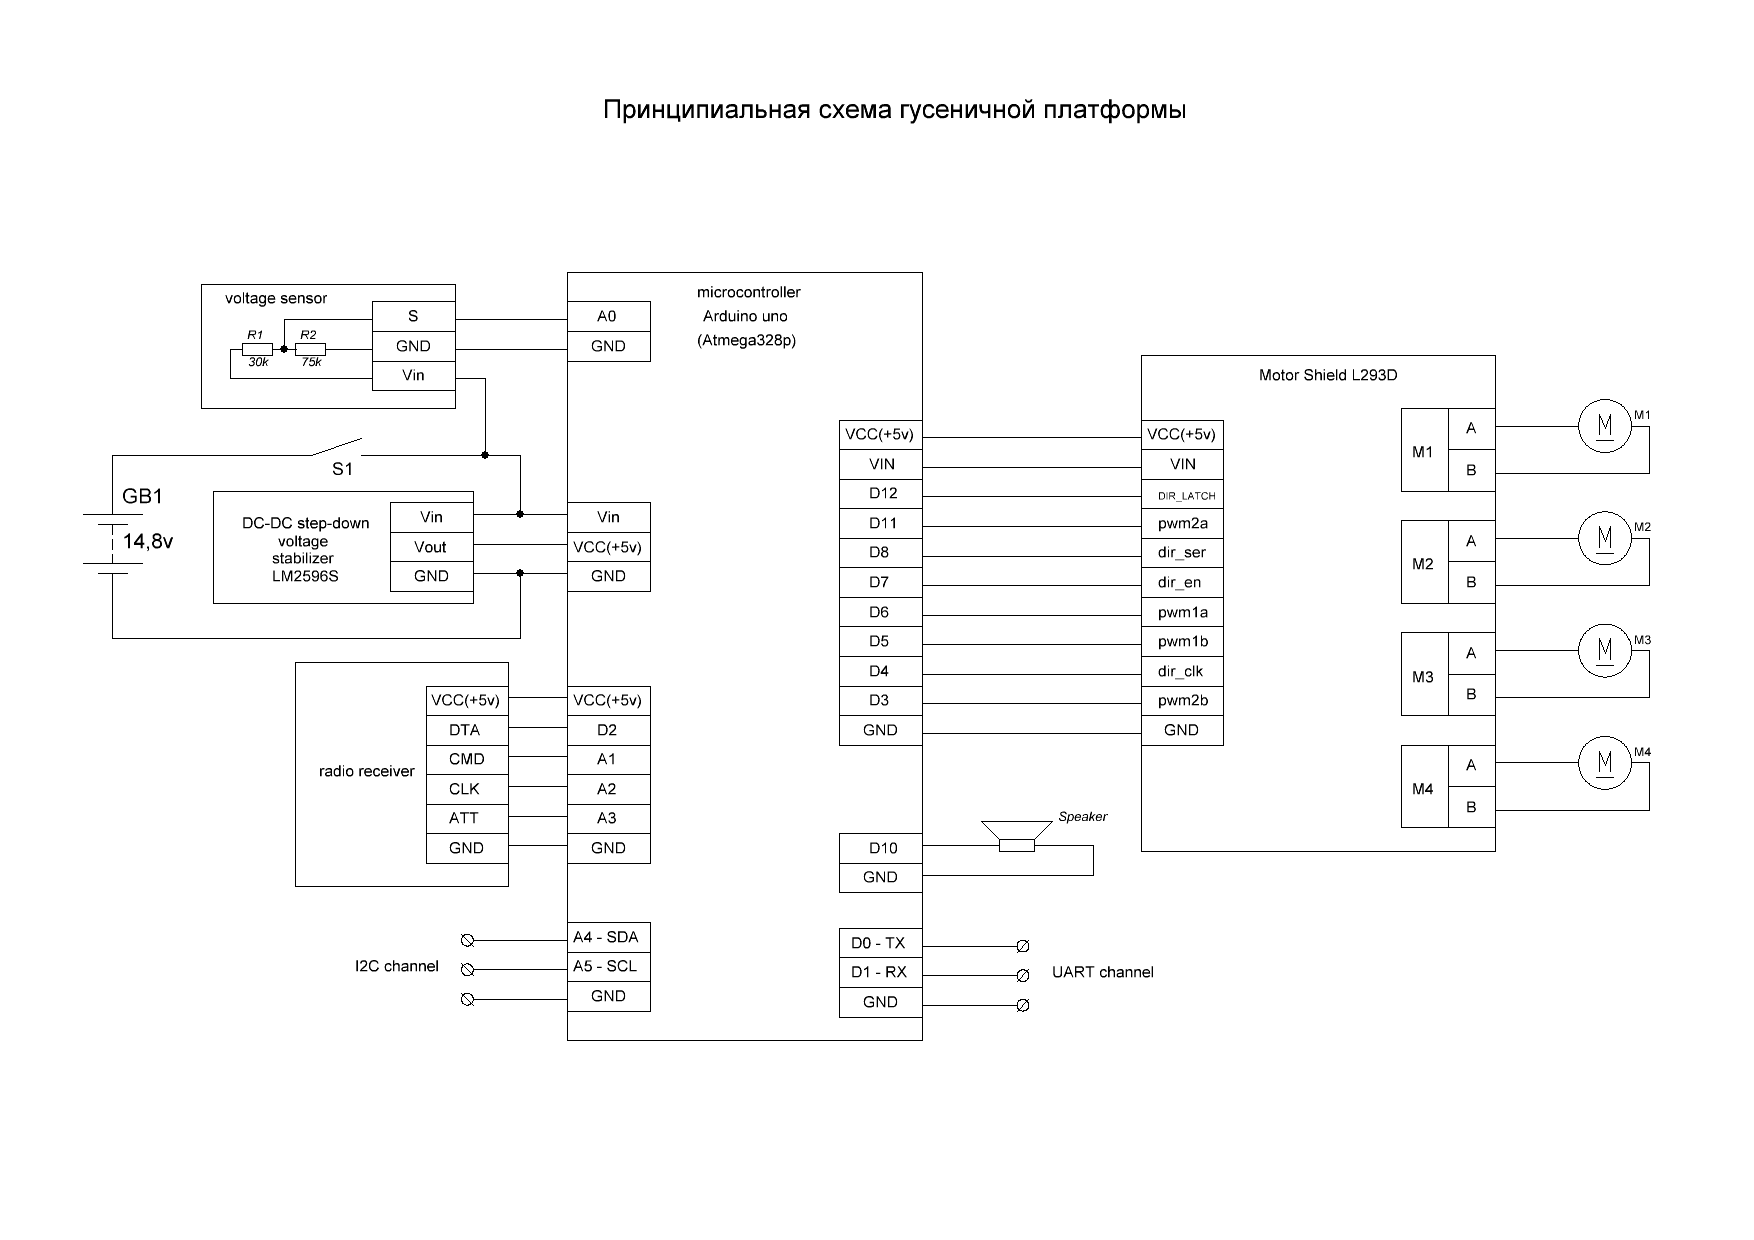 Принципиальная схема гусеничной платформы
voltage sensor
R1
30k
R2
75k
S
GND
Vin
S1
GB1
14,8v
DC-DC step-down
voltage
stabilizer
LM2596S
Vin
Vout
GND
radio receiver
VCC(+5v)
DTA
CMD
CLK
ATT
GND
I2C channel
microcontroller
Arduino uno
(Atmega328p)
A0
GND
Vin
VCC(+5v)
GND
VCC(+5v)
D2
A1
A2
A3
GND
A4 - SDA
A5 - SCL
GND
VCC(+5v)
VIN
D12
D11
D8
D7
D6
D5
D4
D3
GND
D10
GND
D0 - TX
D1 - RX
GND
Speaker
UART channel
Motor Shield L293D
VCC(+5v)
VIN
DIR_LATCH
pwm2a
dir_ser
dir_en
pwm1a
pwm1b
dir_clk
pwm2b
GND
M1
A
B
M
M1
M2
A
B
M
M2
M3
A
B
M
M3
M4
A
B
M
M4